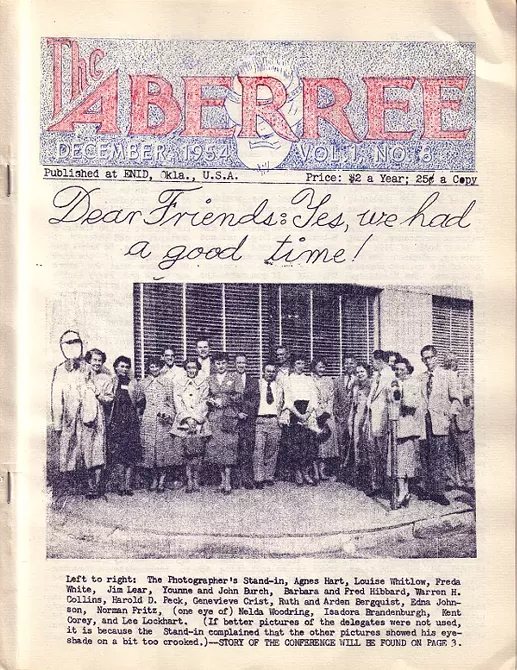 The ABERREE
DECEMBER, 1954 VOL. 1, NO. 8
Published at ENID, Okla., U.S.A. Price: $2 a Year; 25¢ a Copy
Dear Friends: Yes, we had
a good time!
Left to right: The Photographer's Stand-in, Agnes Hart, Louise Whitlow, Freda
White, Jim Lear, Younne and John Burch, Barbara and Fred Hibbard, Warren H.
Collins, Harold D. Peck, Genevieve Crist, Ruth and Arden Bergquist, Edna John-
son, Norman Fritz, (one eye of) Nelda Woodring, Isadora Brandenburgh, Kent
Corey, and Lee Lockhart. (If better pictures of the delegates were not used,
it is because the Stand-in complained that the other pictures showed his eye-
shade on a bit too crooked.)—STORY OF THE CONFERENCE WILL BE FOUND ON PAGE 3.